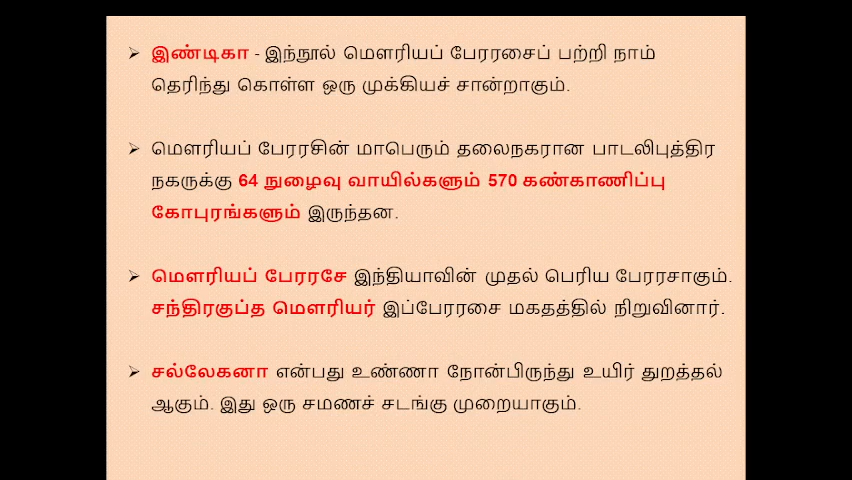 ➢ இண்டிகா - இந்நூல் மௌரியப் பேரரசைப் பற்றி நாம்
தெரிந்து கொள்ள ஒரு முக்கியச் சான்றாகும்.
➢ மௌரியப் பேரரசின் மாபெரும் தலைநகரான பாடலிபுத்திர
நகருக்கு 64 நுழைவு வாயில்களும் 570 கண்காணிப்பு
கோபுரங்களும் இருந்தன.
➢ மௌரியப் பேரரசே இந்தியாவின் முதல் பெரிய பேரரசாகும்.
சந்திரகுப்த மௌரியர் இப்பேரரசை மகதத்தில் நிறுவினார்.
➢ சல்லேகனா என்பது உண்ணா நோன்பிருந்து உயிர் துறத்தல்
ஆகும். இது ஒரு சமணச் சடங்கு முறையாகும்.